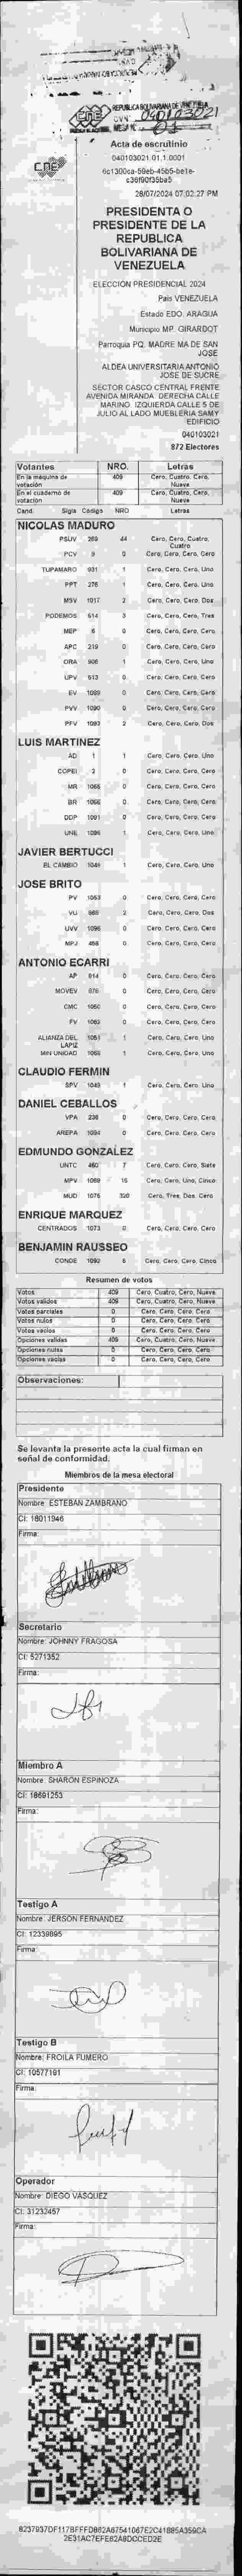 REPUBLICA BOLIVARIANA DE VENEZUELA
040103021
01
CNE
Acta de escrutinio
040103021.01.1.0001
28/07/2024 07:02:27 PM
PRESIDENTA O
PRESIDENTE DE LA
REPUBLICA
BOLIVARIANA DE
VENEZUELA
ELECCIÓN PRESIDENCIAL 2024
País VENEZUELA
Estado EDO. ARAGUA
Municipio MP. GIRARDOT
Parroquia PQ. MADRE MA DE SAN
JOSE
ALDEA UNIVERSITARIA ANTONIO
JOSE DE SUCRE
SECTOR CASCO CENTRAL FRENTE
AVENIDA MIRANDA. DERECHA CALLE
MARINO. IZQUIERDA CALLE 5 DE
JULIO AL LADO MUEBLERIA SAMY
EDIFICIO
040103021
872 Electores
Votantes NRO. Letras
En la máquina de votación 409 Cero, Cuatro, Cero, Nueve
En el cuaderno de votación 409 Cero, Cuatro, Cero, Nueve
Cand. Sigla Código NRO Letras
NICOLAS MADURO
PSUV 269 44 Cero, Cero, Cuatro, Cuatro
PCV 9 0 Cero, Cero, Cero, Cero
TUPAMARO 931 1 Cero, Cero, Cero, Uno
PPT 276 1 Cero, Cero, Cero, Uno
MSV 1017 2 Cero, Cero, Cero, Dos
PODEMOS 514 3 Cero, Cero, Cero, Tres
MEP 6 0 Cero, Cero, Cero, Cero
APC 219 0 Cero, Cero, Cero, Cero
ORA 906 1 Cero, Cero, Cero, Uno
UPV 513 0 Cero, Cero, Cero, Cero
EV 1089 0 Cero, Cero, Cero, Cero
PVV 1090 0 Cero, Cero, Cero, Cero
PFV 1093 2 Cero, Cero, Cero, Dos
LUIS MARTINEZ
AD 1 1 Cero, Cero, Cero, Uno
COPEI 2 0 Cero, Cero, Cero, Cero
MR 1065 0 Cero, Cero, Cero, Cero
BR 1066 0 Cero, Cero, Cero, Cero
DDP 1091 0 Cero, Cero, Cero, Cero
UNE 1095 1 Cero, Cero, Cero, Uno
JAVIER BERTUCCI
EL CAMBIO 1048 1 Cero, Cero, Cero, Uno
JOSE BRITO
PV 1053 0 Cero, Cero, Cero, Cero
VU 868 2 Cero, Cero, Cero, Dos
UVV 1096 0 Cero, Cero, Cero, Cero
MPJ 468 0 Cero, Cero, Cero, Cero
ANTONIO ECARRI
AP 814 0 Cero, Cero, Cero, Cero
MOVEV 878 0 Cero, Cero, Cero, Cero
CMC 1050 0 Cero, Cero, Cero, Cero
FV 1062 0 Cero, Cero, Cero, Cero
ALIANZA DEL LAPIZ 1051 1 Cero, Cero, Cero, Uno
MIN UNIDAD 1068 1 Cero, Cero, Cero, Uno
CLAUDIO FERMIN
SPV 1049 1 Cero, Cero, Cero, Uno
DANIEL CEBALLOS
VPA 236 0 Cero, Cero, Cero, Cero
AREPA 1094 0 Cero, Cero, Cero, Cero
EDMUNDO GONZALEZ
UNTC 460 7 Cero, Cero, Cero, Siete
MPV 1089 15 Cero, Cero, Uno, Cinco
MUD 1075 320 Cero, Tres, Dos, Cero
ENRIQUE MARQUEZ
CENTRADOS 1073 0 Cero, Cero, Cero, Cero
BENJAMIN RAUSSEO
CONDE 1092 5 Cero, Cero, Cero, Cinco
Resumen de votos
Votos 409 Cero, Cuatro, Cero, Nueve
Votos validos 409 Cero, Cuatro, Cero, Nueve
Votos parciales 0 Cero, Cero, Cero, Cero
Votos nulos 0 Cero, Cero, Cero, Cero
Votos vacios 0 Cero, Cero, Cero, Cero
Opciones validas 409 Cero, Cuatro, Cero, Nueve
Opciones nulas 0 Cero, Cero, Cero, Cero
Opciones vacias 0 Cero, Cero, Cero, Cero
Observaciones:
Se levanta la presente acta la cual firman en
señal de conformidad.
Miembros de la mesa electoral
Presidente
Nombre: ESTEBAN ZAMBRANO
CI: 18011946
Firma:
Secretario
Nombre: JOHNNY FRAGOSA
CI: 5271352
Firma:
Miembro A
Nombre: SHARON ESPINOZA
CI: 18691253
Firma:
Testigo A
Nombre: JERSON FERNANDEZ
CI: 12339895
Firma:
Testigo B
Nombre: FROILA FUMERO
CI: 10577191
Firma:
Operador
Nombre: DIEGO VASQUEZ
CI: 31232457
Firma: